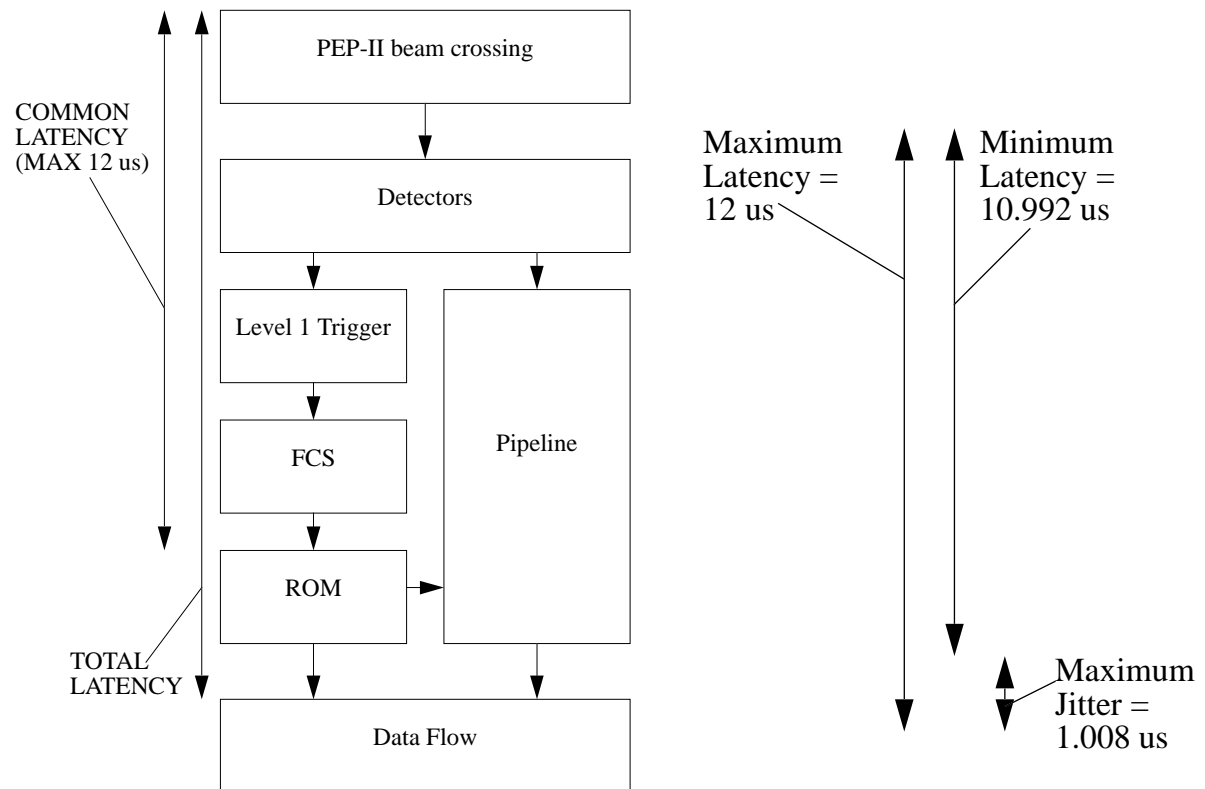 PEP-II beam crossing
COMMON
LATENCY
(MAX 12 us)
Detectors
Level 1 Trigger
FCS
Pipeline
ROM
TOTAL
LATENCY
Data Flow
Maximum
Latency =
12 us
Minimum
Latency =
10.992 us
Maximum
Jitter =
1.008 us